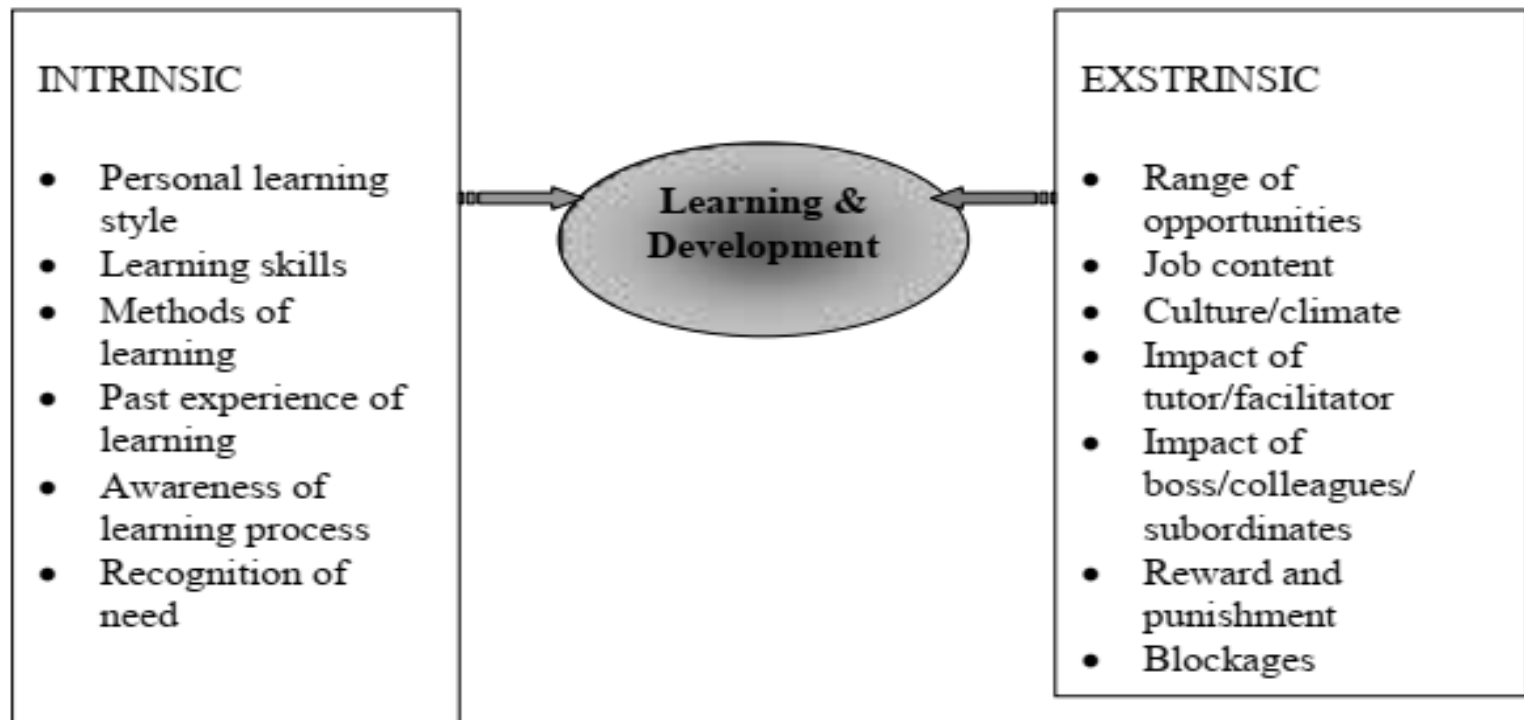 INTRINSIC
• Personal learning
style
• Learning skills
• Methods of
learning
• Past experience of
learning
• Awareness of
learning process
• Recognition of
need
Learning &
Development
EXSTRINSIC
• Range of
opportunities
• Job content
• Culture/climate
• Impact of
tutor/facilitator
• Impact of
boss/colleagues/
subordinates
• Reward and
punishment
• Blockages